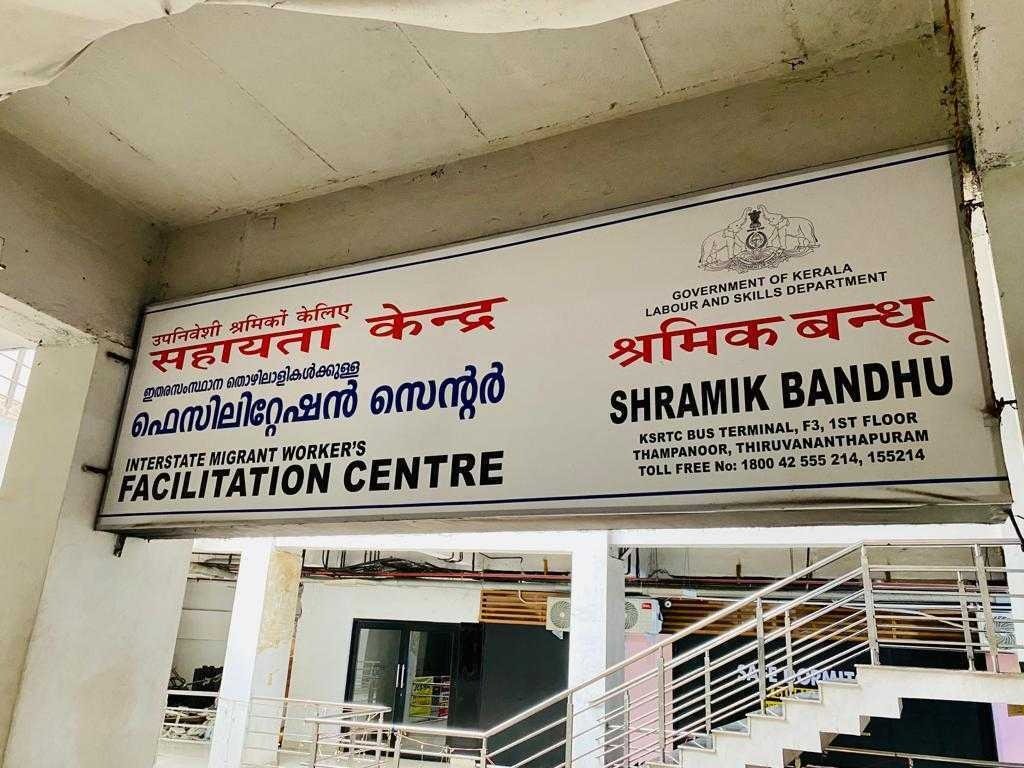 उपनिवेशी श्रमिकों केलिए
सहायता केन्द्र
ഇതരസംസ്ഥാന തൊഴിലാളികൾക്കുള്ള
ഫെസിലിറ്റേഷൻ സെന്റർ
INTERSTATE MIGRANT WORKER'S
FACILITATION CENTRE
GOVERNMENT OF KERALA
LABOUR AND SKILLS DEPARTMENT
श्रमिक बन्धू
SHRAMIK BANDHU
KSRTC BUS TERMINAL, F3, 1ST FLOOR
THAMPANOOR, THIRUVANANTHAPURAM
TOLL FREE No: 1800 42 555 214, 155214